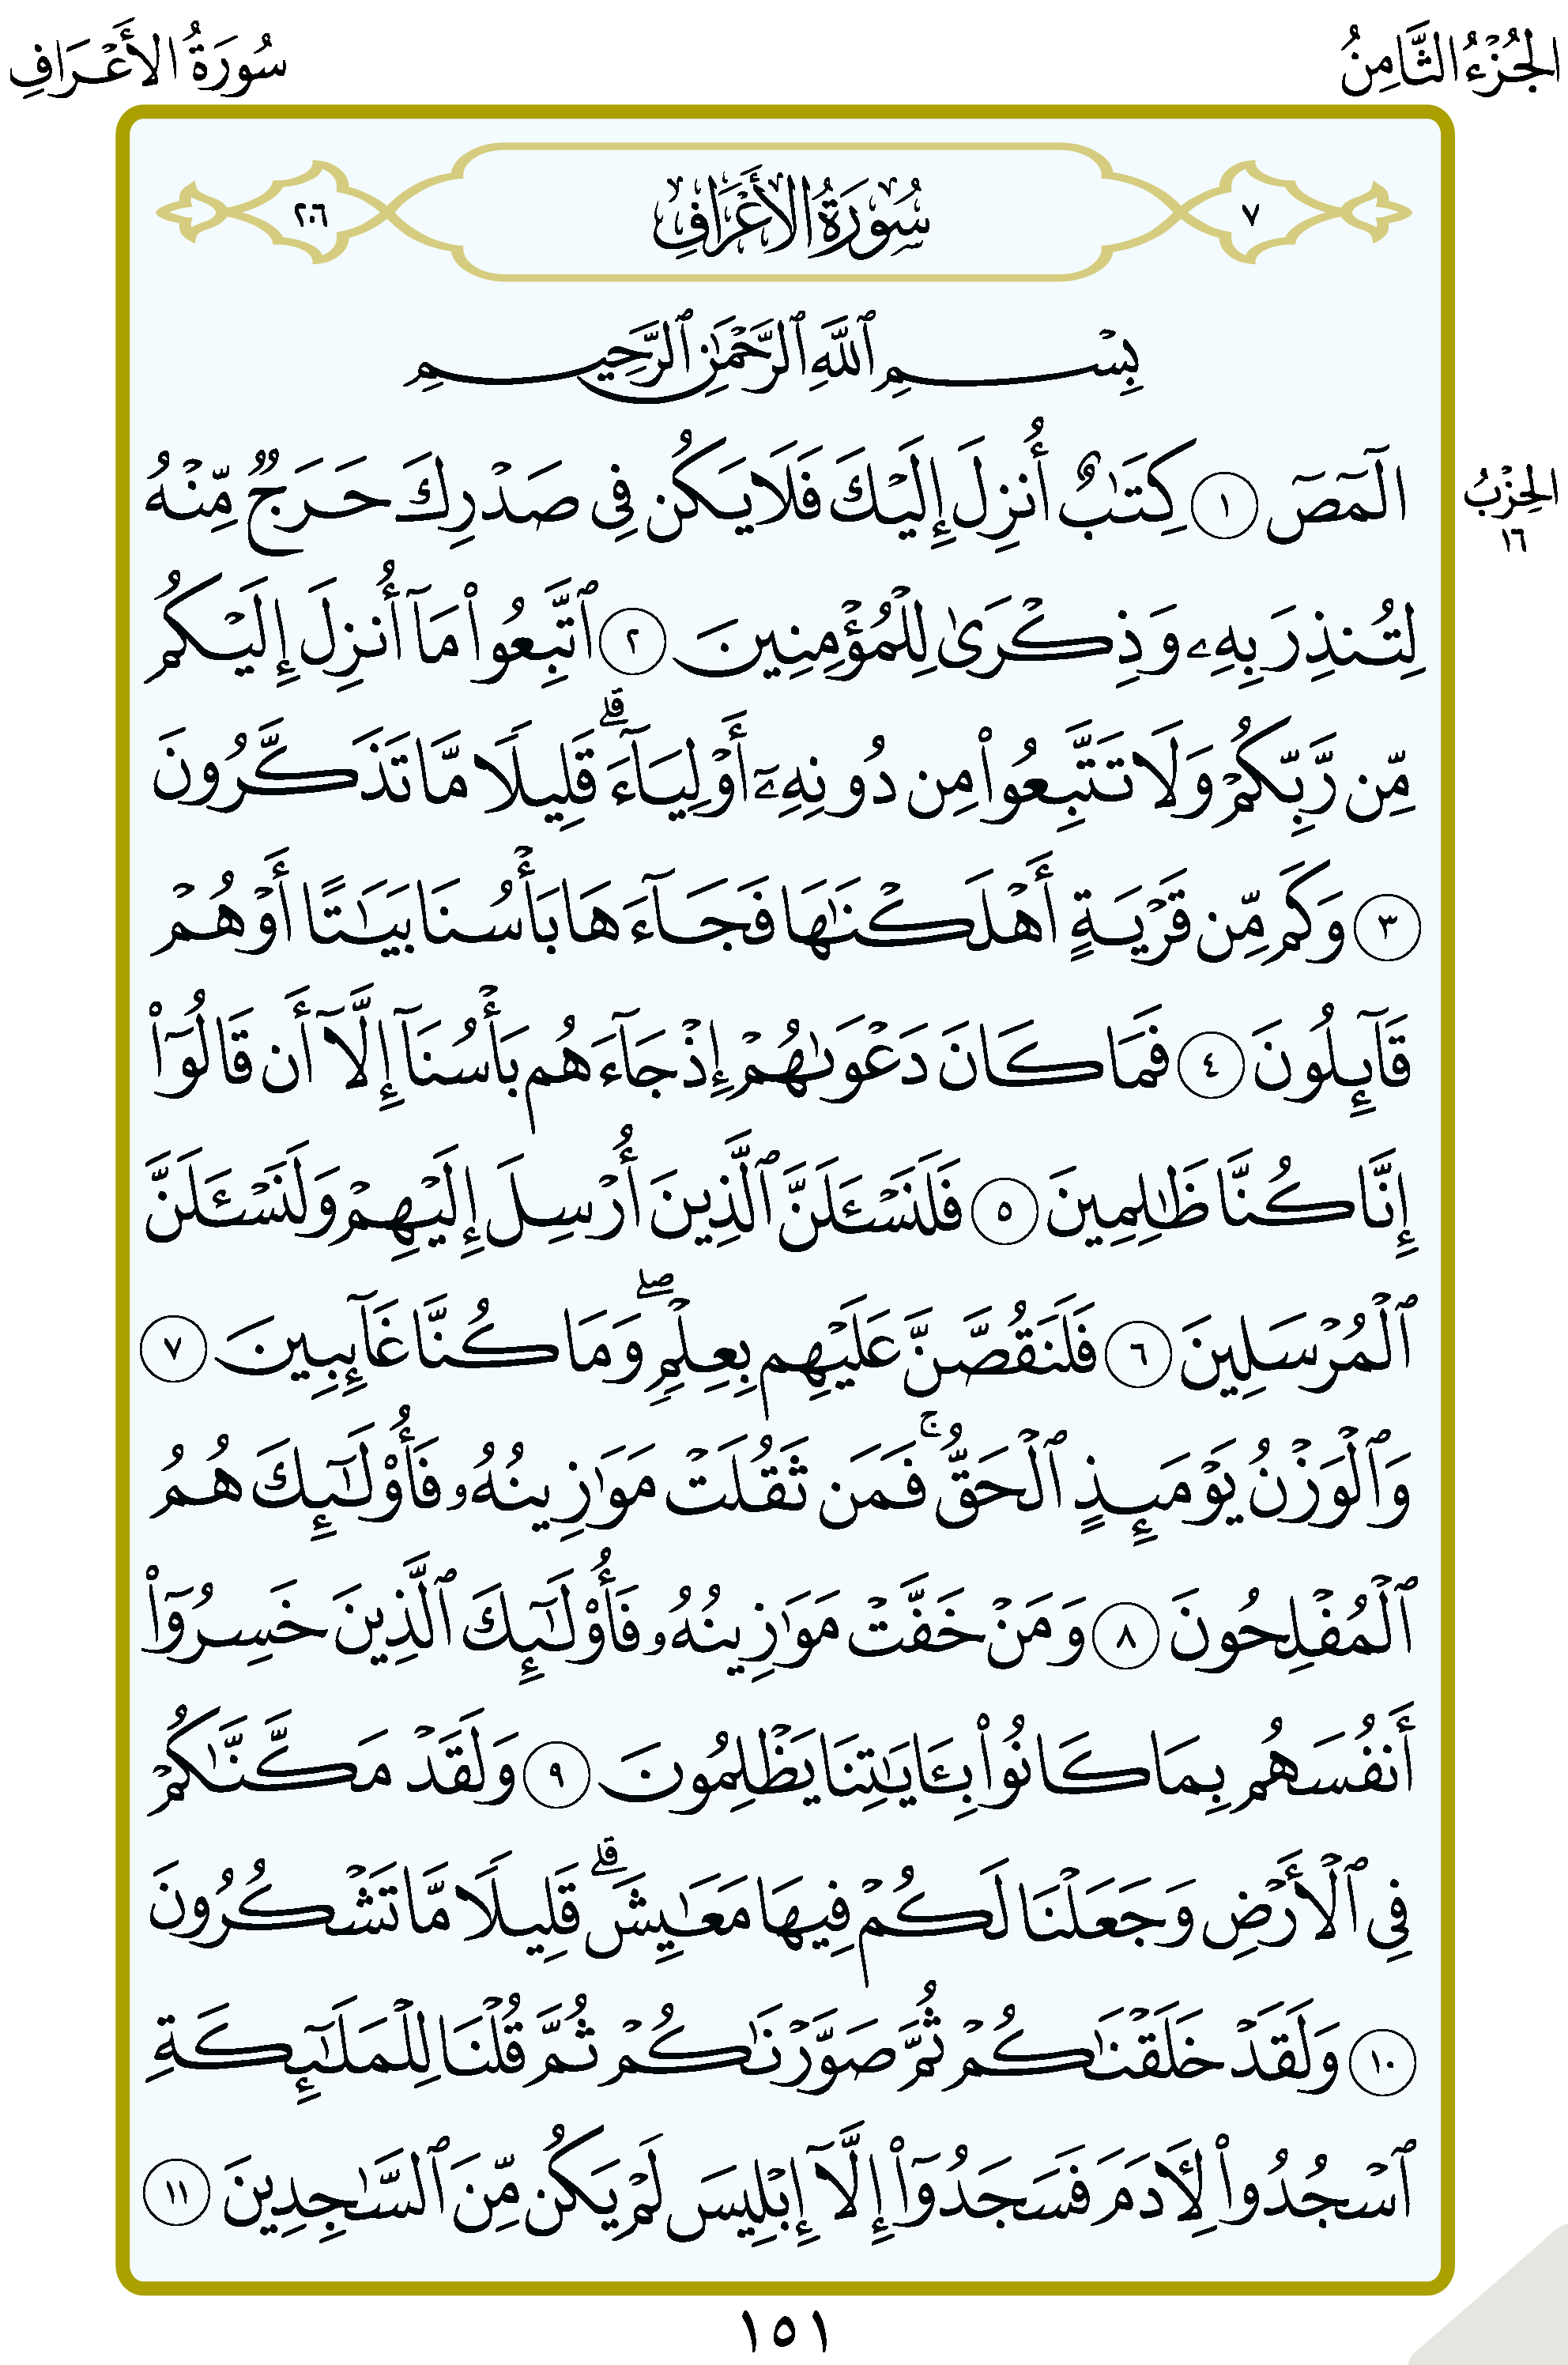 الجُزْءُ الثَّامِنُ
سُورَةُ الأَعْرَافِ
٧
سُورَةُ الأَعْرَافِ
٢٠٦
بِسْمِ ٱللَّهِ ٱلرَّحْمَٰنِ ٱلرَّحِيمِ
الحِزْبُ
١٦
الٓمٓصٓ ١ كِتَٰبٌ أُنزِلَ إِلَيْكَ فَلَا يَكُن فِى صَدْرِكَ حَرَجٌ مِّنْهُ
لِتُنذِرَ بِهِۦ وَذِكْرَىٰ لِلْمُؤْمِنِينَ ٢ ٱتَّبِعُوا۟ مَآ أُنزِلَ إِلَيْكُم
مِّن رَّبِّكُمْ وَلَا تَتَّبِعُوا۟ مِن دُونِهِۦٓ أَوْلِيَآءَ ۗ قَلِيلًا مَّا تَذَكَّرُونَ
٣ وَكَم مِّن قَرْيَةٍ أَهْلَكْنَٰهَا فَجَآءَهَا بَأْسُنَا بَيَٰتًا أَوْ هُمْ
قَآئِلُونَ ٤ فَمَا كَانَ دَعْوَىٰهُمْ إِذْ جَآءَهُم بَأْسُنَآ إِلَّآ أَن قَالُوٓا۟
إِنَّا كُنَّا ظَٰلِمِينَ ٥ فَلَنَسْـَٔلَنَّ ٱلَّذِينَ أُرْسِلَ إِلَيْهِمْ وَلَنَسْـَٔلَنَّ
ٱلْمُرْسَلِينَ ٦ فَلَنَقُصَّنَّ عَلَيْهِم بِعِلْمٍ ۖ وَمَا كُنَّا غَآئِبِينَ ٧
وَٱلْوَزْنُ يَوْمَئِذٍ ٱلْحَقُّ ۚ فَمَن ثَقُلَتْ مَوَٰزِينُهُۥ فَأُو۟لَٰٓئِكَ هُمُ
ٱلْمُفْلِحُونَ ٨ وَمَنْ خَفَّتْ مَوَٰزِينُهُۥ فَأُو۟لَٰٓئِكَ ٱلَّذِينَ خَسِرُوٓا۟
أَنفُسَهُم بِمَا كَانُوا۟ بِـَٔايَٰتِنَا يَظْلِمُونَ ٩ وَلَقَدْ مَكَّنَّٰكُمْ
فِى ٱلْأَرْضِ وَجَعَلْنَا لَكُمْ فِيهَا مَعَٰيِشَ ۗ قَلِيلًا مَّا تَشْكُرُونَ
١٠ وَلَقَدْ خَلَقْنَٰكُمْ ثُمَّ صَوَّرْنَٰكُمْ ثُمَّ قُلْنَا لِلْمَلَٰٓئِكَةِ
ٱسْجُدُوا۟ لِـَٔادَمَ فَسَجَدُوٓا۟ إِلَّآ إِبْلِيسَ لَمْ يَكُن مِّنَ ٱلسَّٰجِدِينَ ١١
١٥١